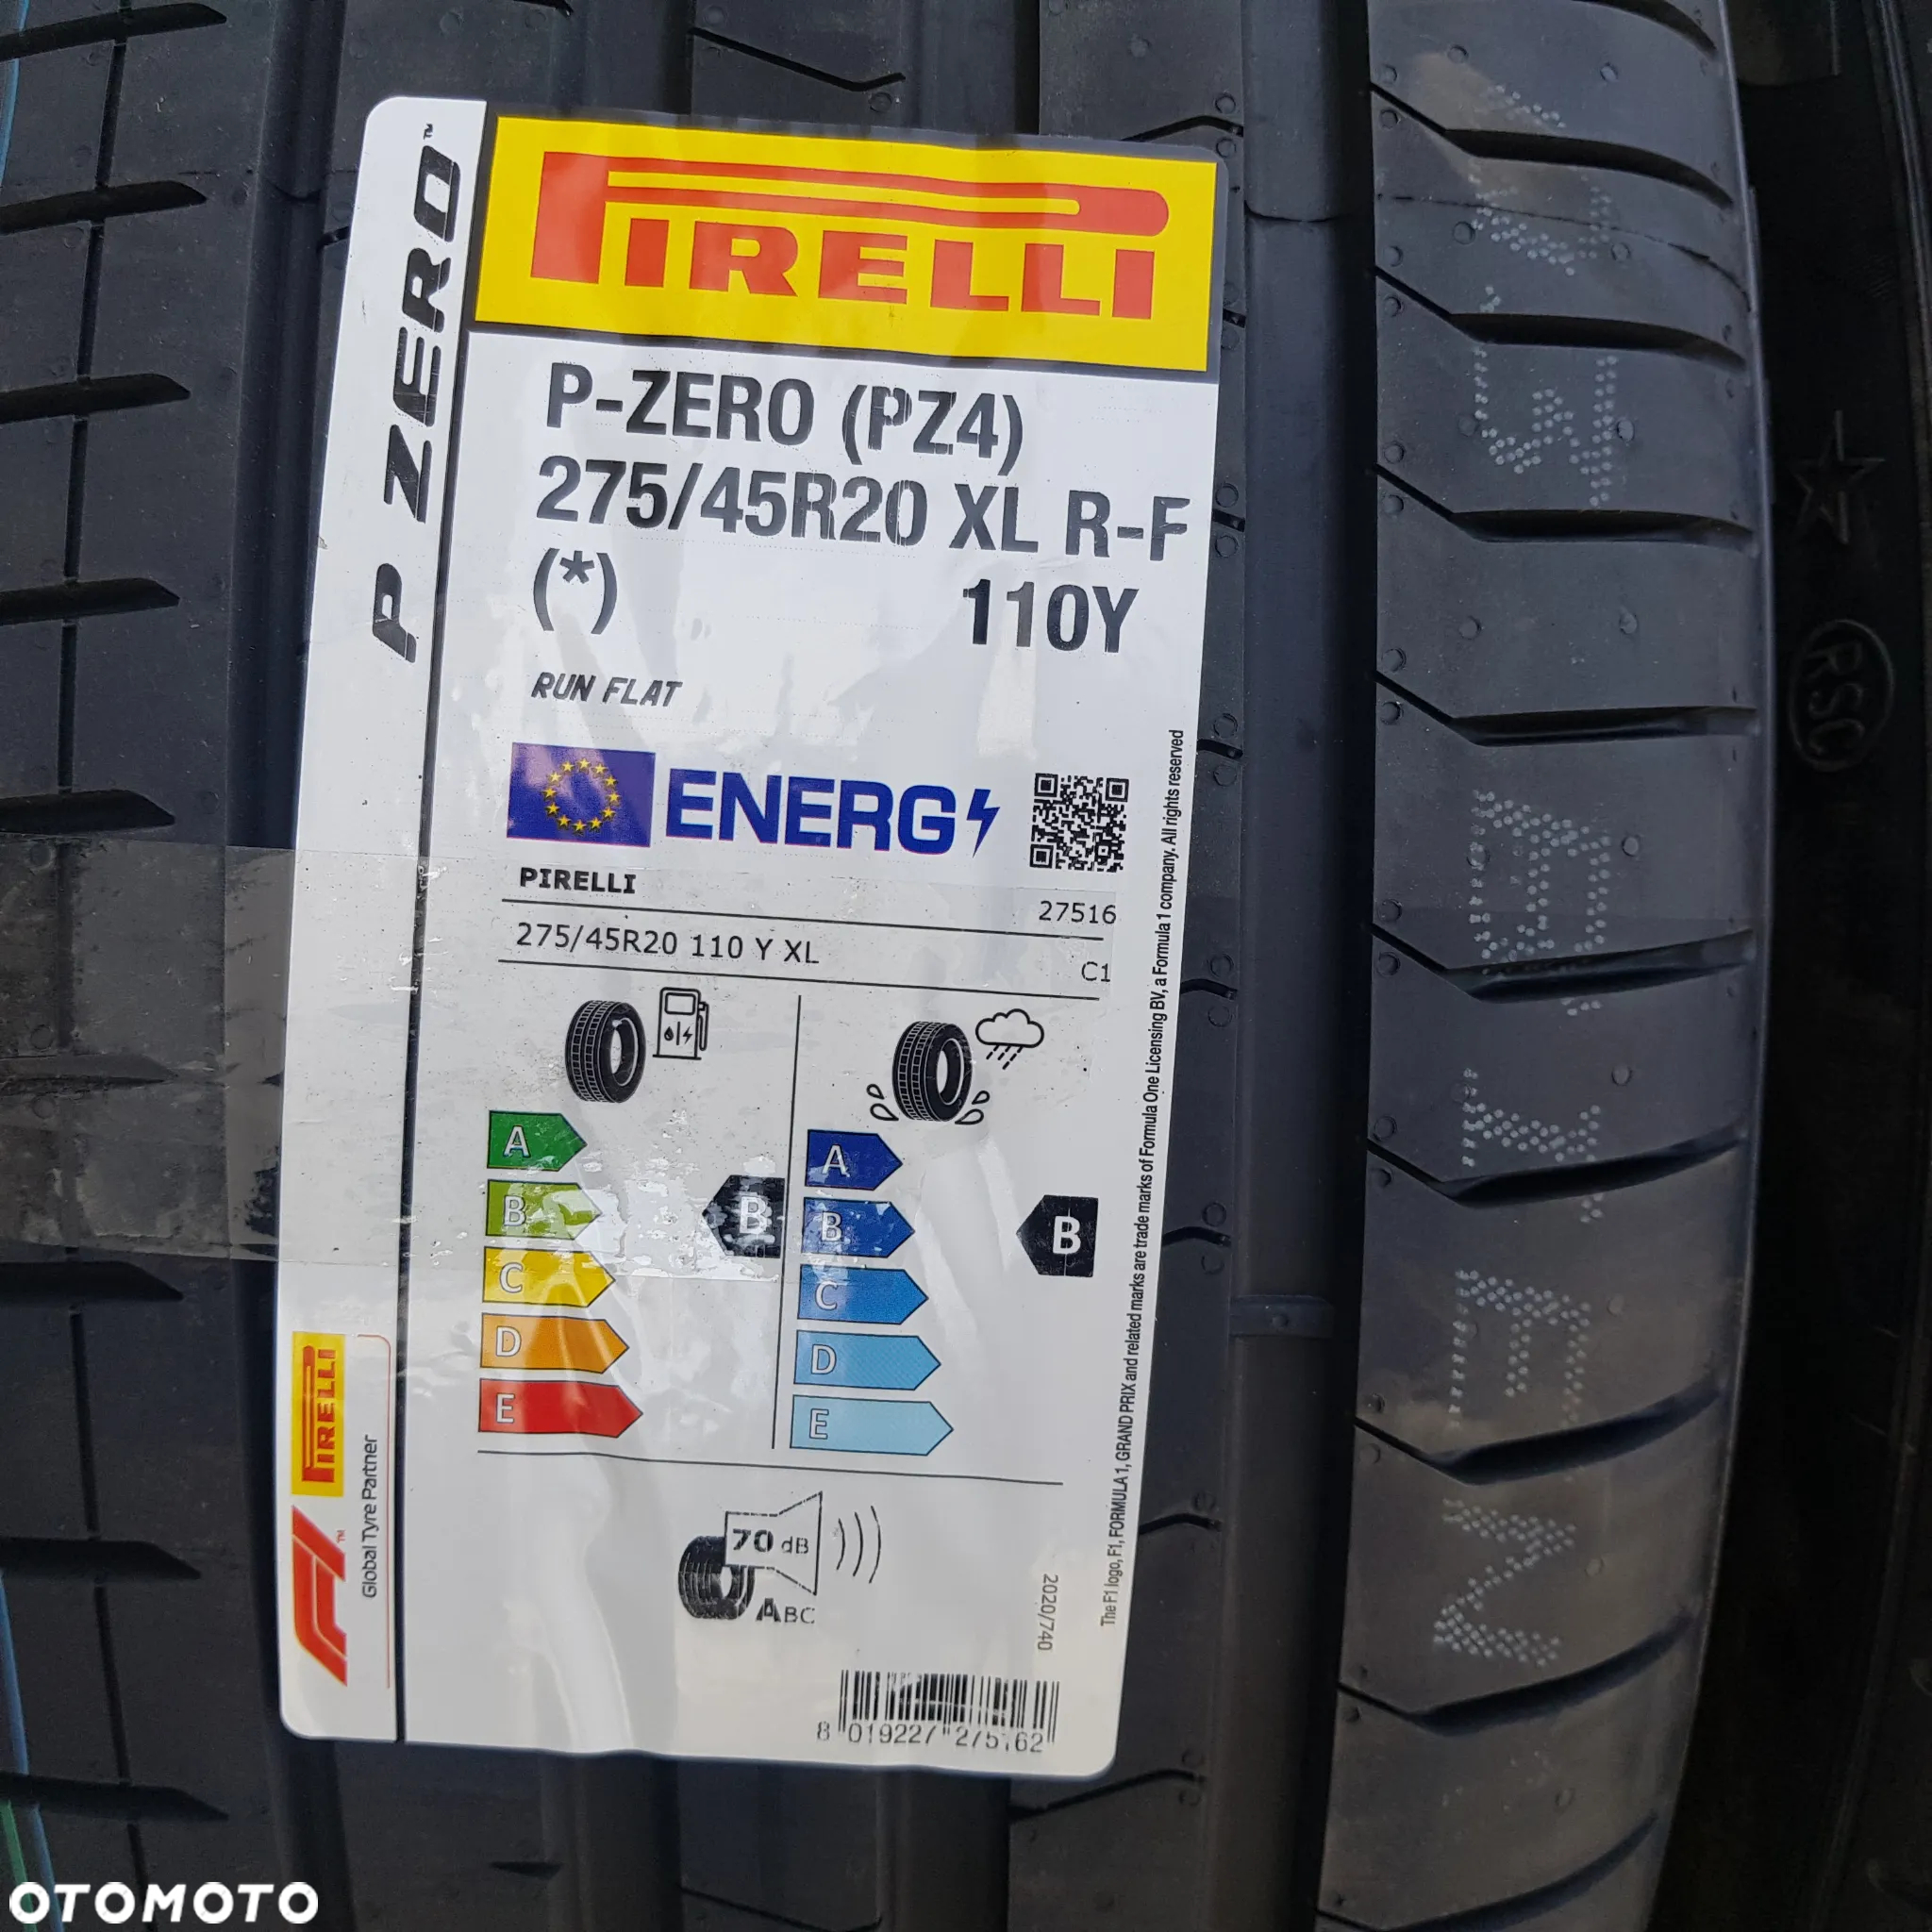 P ZERO™
PIRELLI
P-ZERO (PZ4)
275/45R20 XL R-F
(*) 110Y
RUN FLAT
ENERG
PIRELLI 27516
275/45R20 110 Y XL C1
A
B
C
D
E
B
A
B
C
D
E
B
70 dB
ABC
2020/740
8 019227 275162
The F1 logo, F1, FORMULA 1, GRAND PRIX and related marks are trade marks of Formula One Licensing BV, a Formula 1 company. All rights reserved
PIRELLI
F1™
Global Tyre Partner
RSC
OTOMOTO